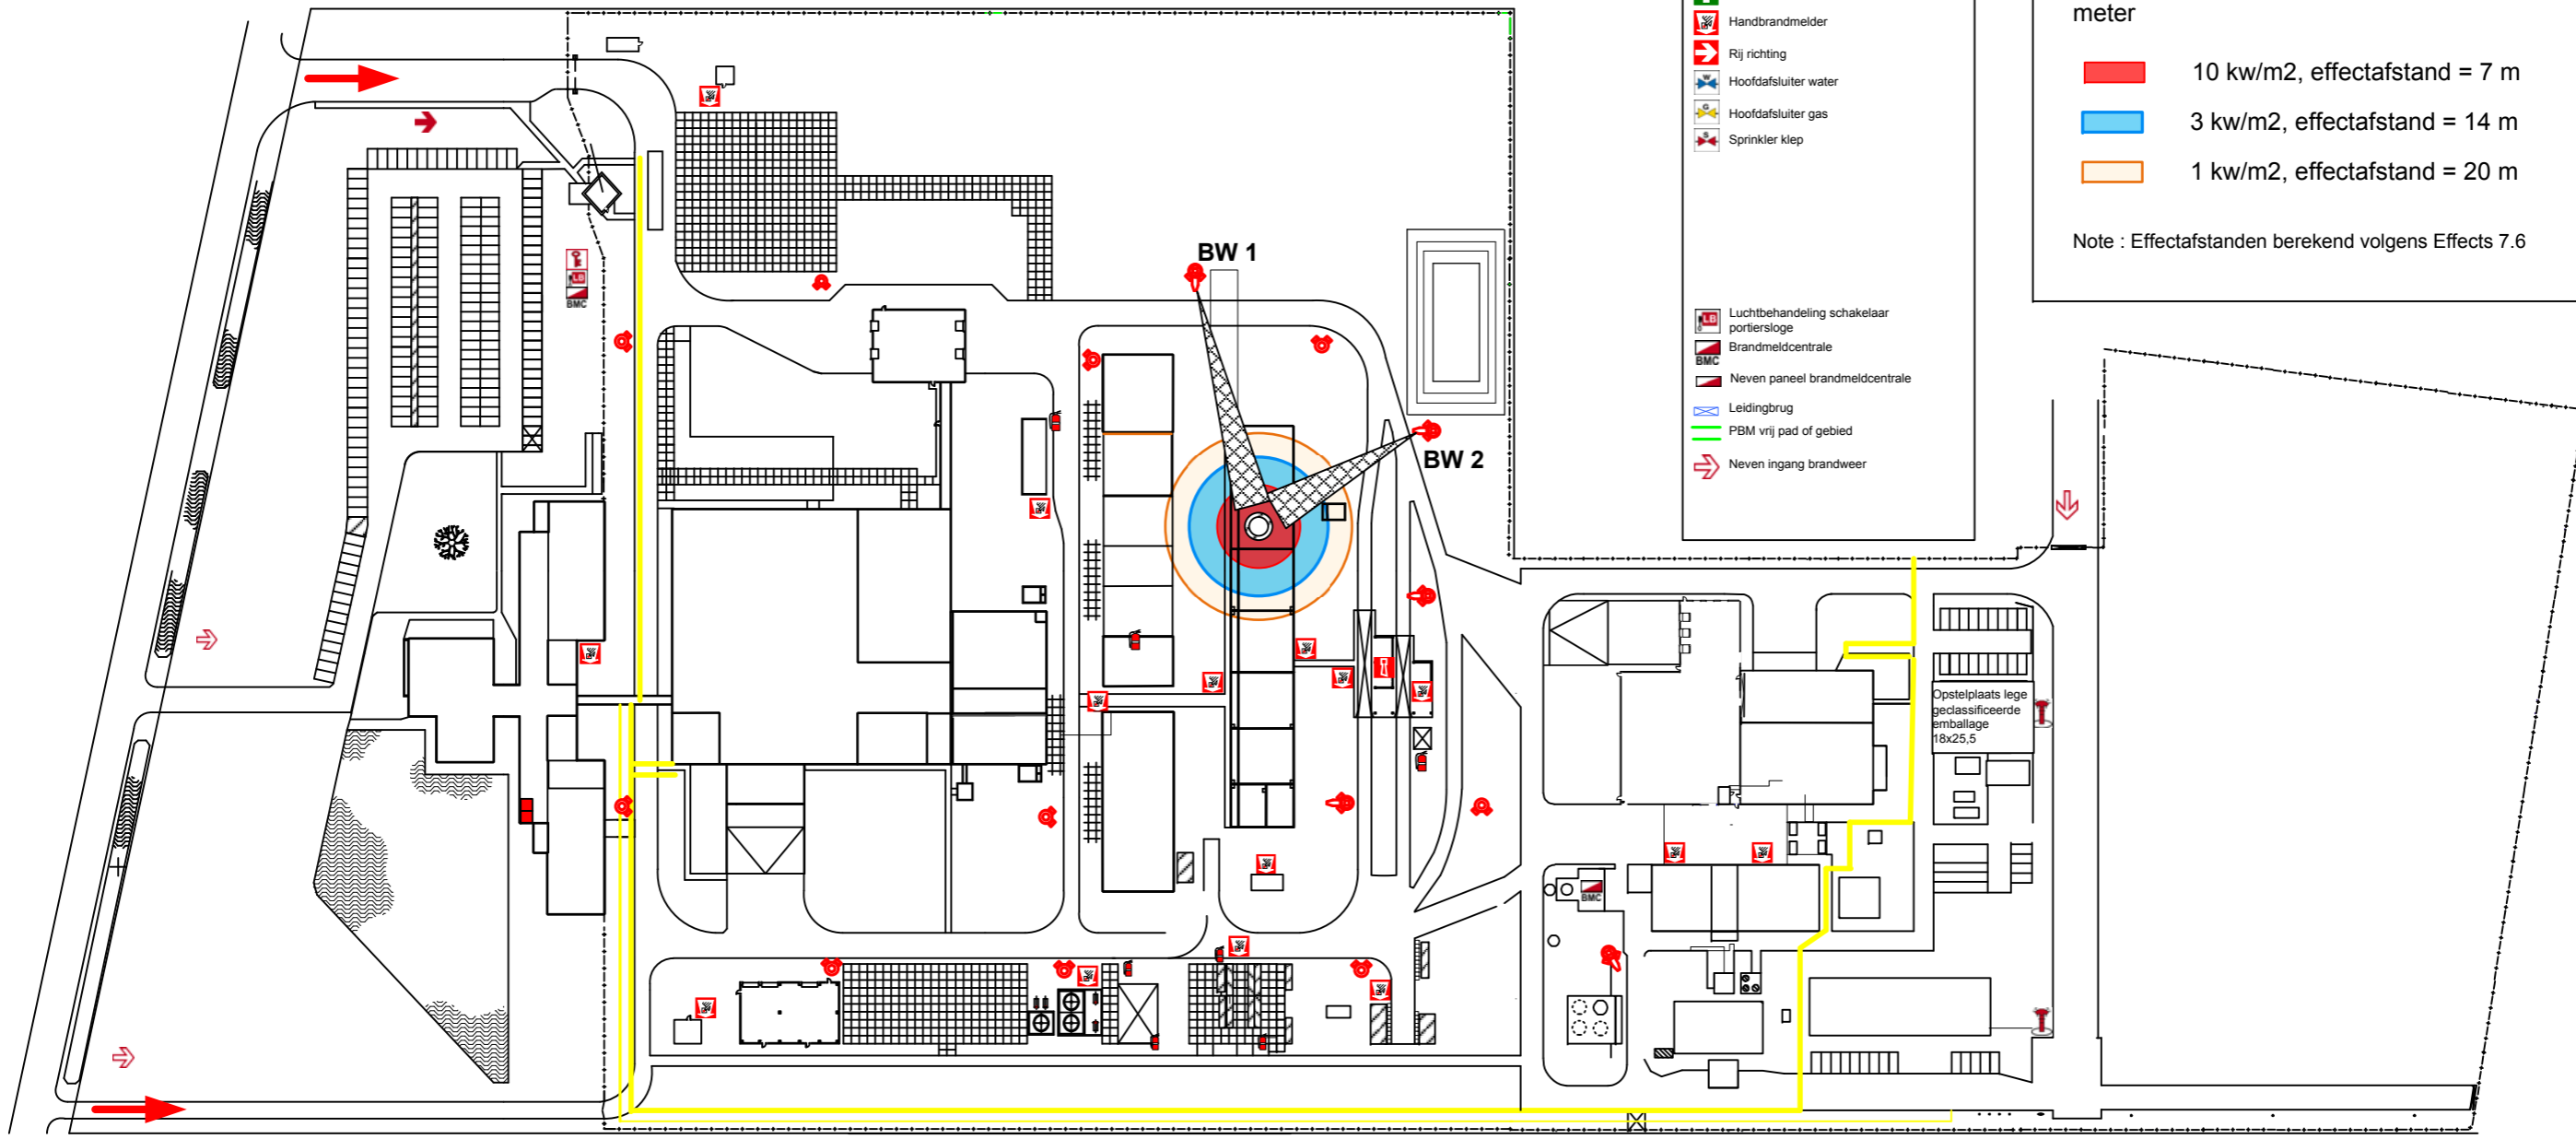 Handbrandmelder
Rij richting
Hoofdafsluiter water
Hoofdafsluiter gas
Sprinkler klep
Luchtbehandeling schakelaar
portiersloge
Brandmeldcentrale
BMC
Neven paneel brandmeldcentrale
Leidingbrug
PBM vrij pad of gebied
Neven ingang brandweer
meter
10 kw/m2, effectafstand = 7 m
3 kw/m2, effectafstand = 14 m
1 kw/m2, effectafstand = 20 m
Note : Effectafstanden berekend volgens Effects 7.6
BW 1
BW 2
LB
BMC
Opstelplaats lege
geclassificeerde
emballage
18x25,5
BMC
W
G
S
LB